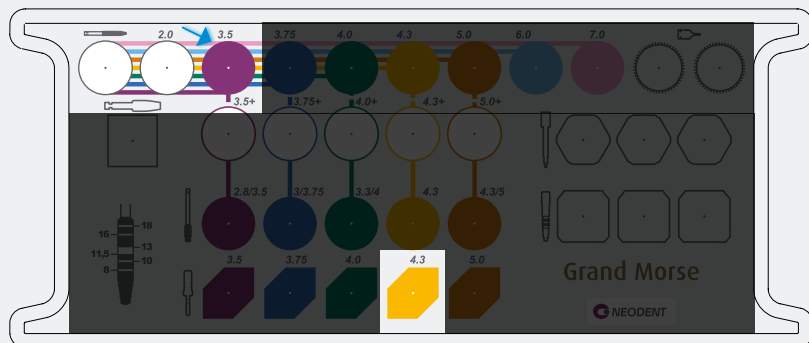 2.0 3.5 3.75 4.0 4.3 5.0 6.0 7.0
3.5+ 3.75+ 4.0+ 4.3+ 5.0+
2.8/3.5 3/3.75 3.3/4 4.3 4.3/5
16 18
11,5 13
8 10
3.5 3.75 4.0 4.3 5.0
Grand Morse
NEODENT